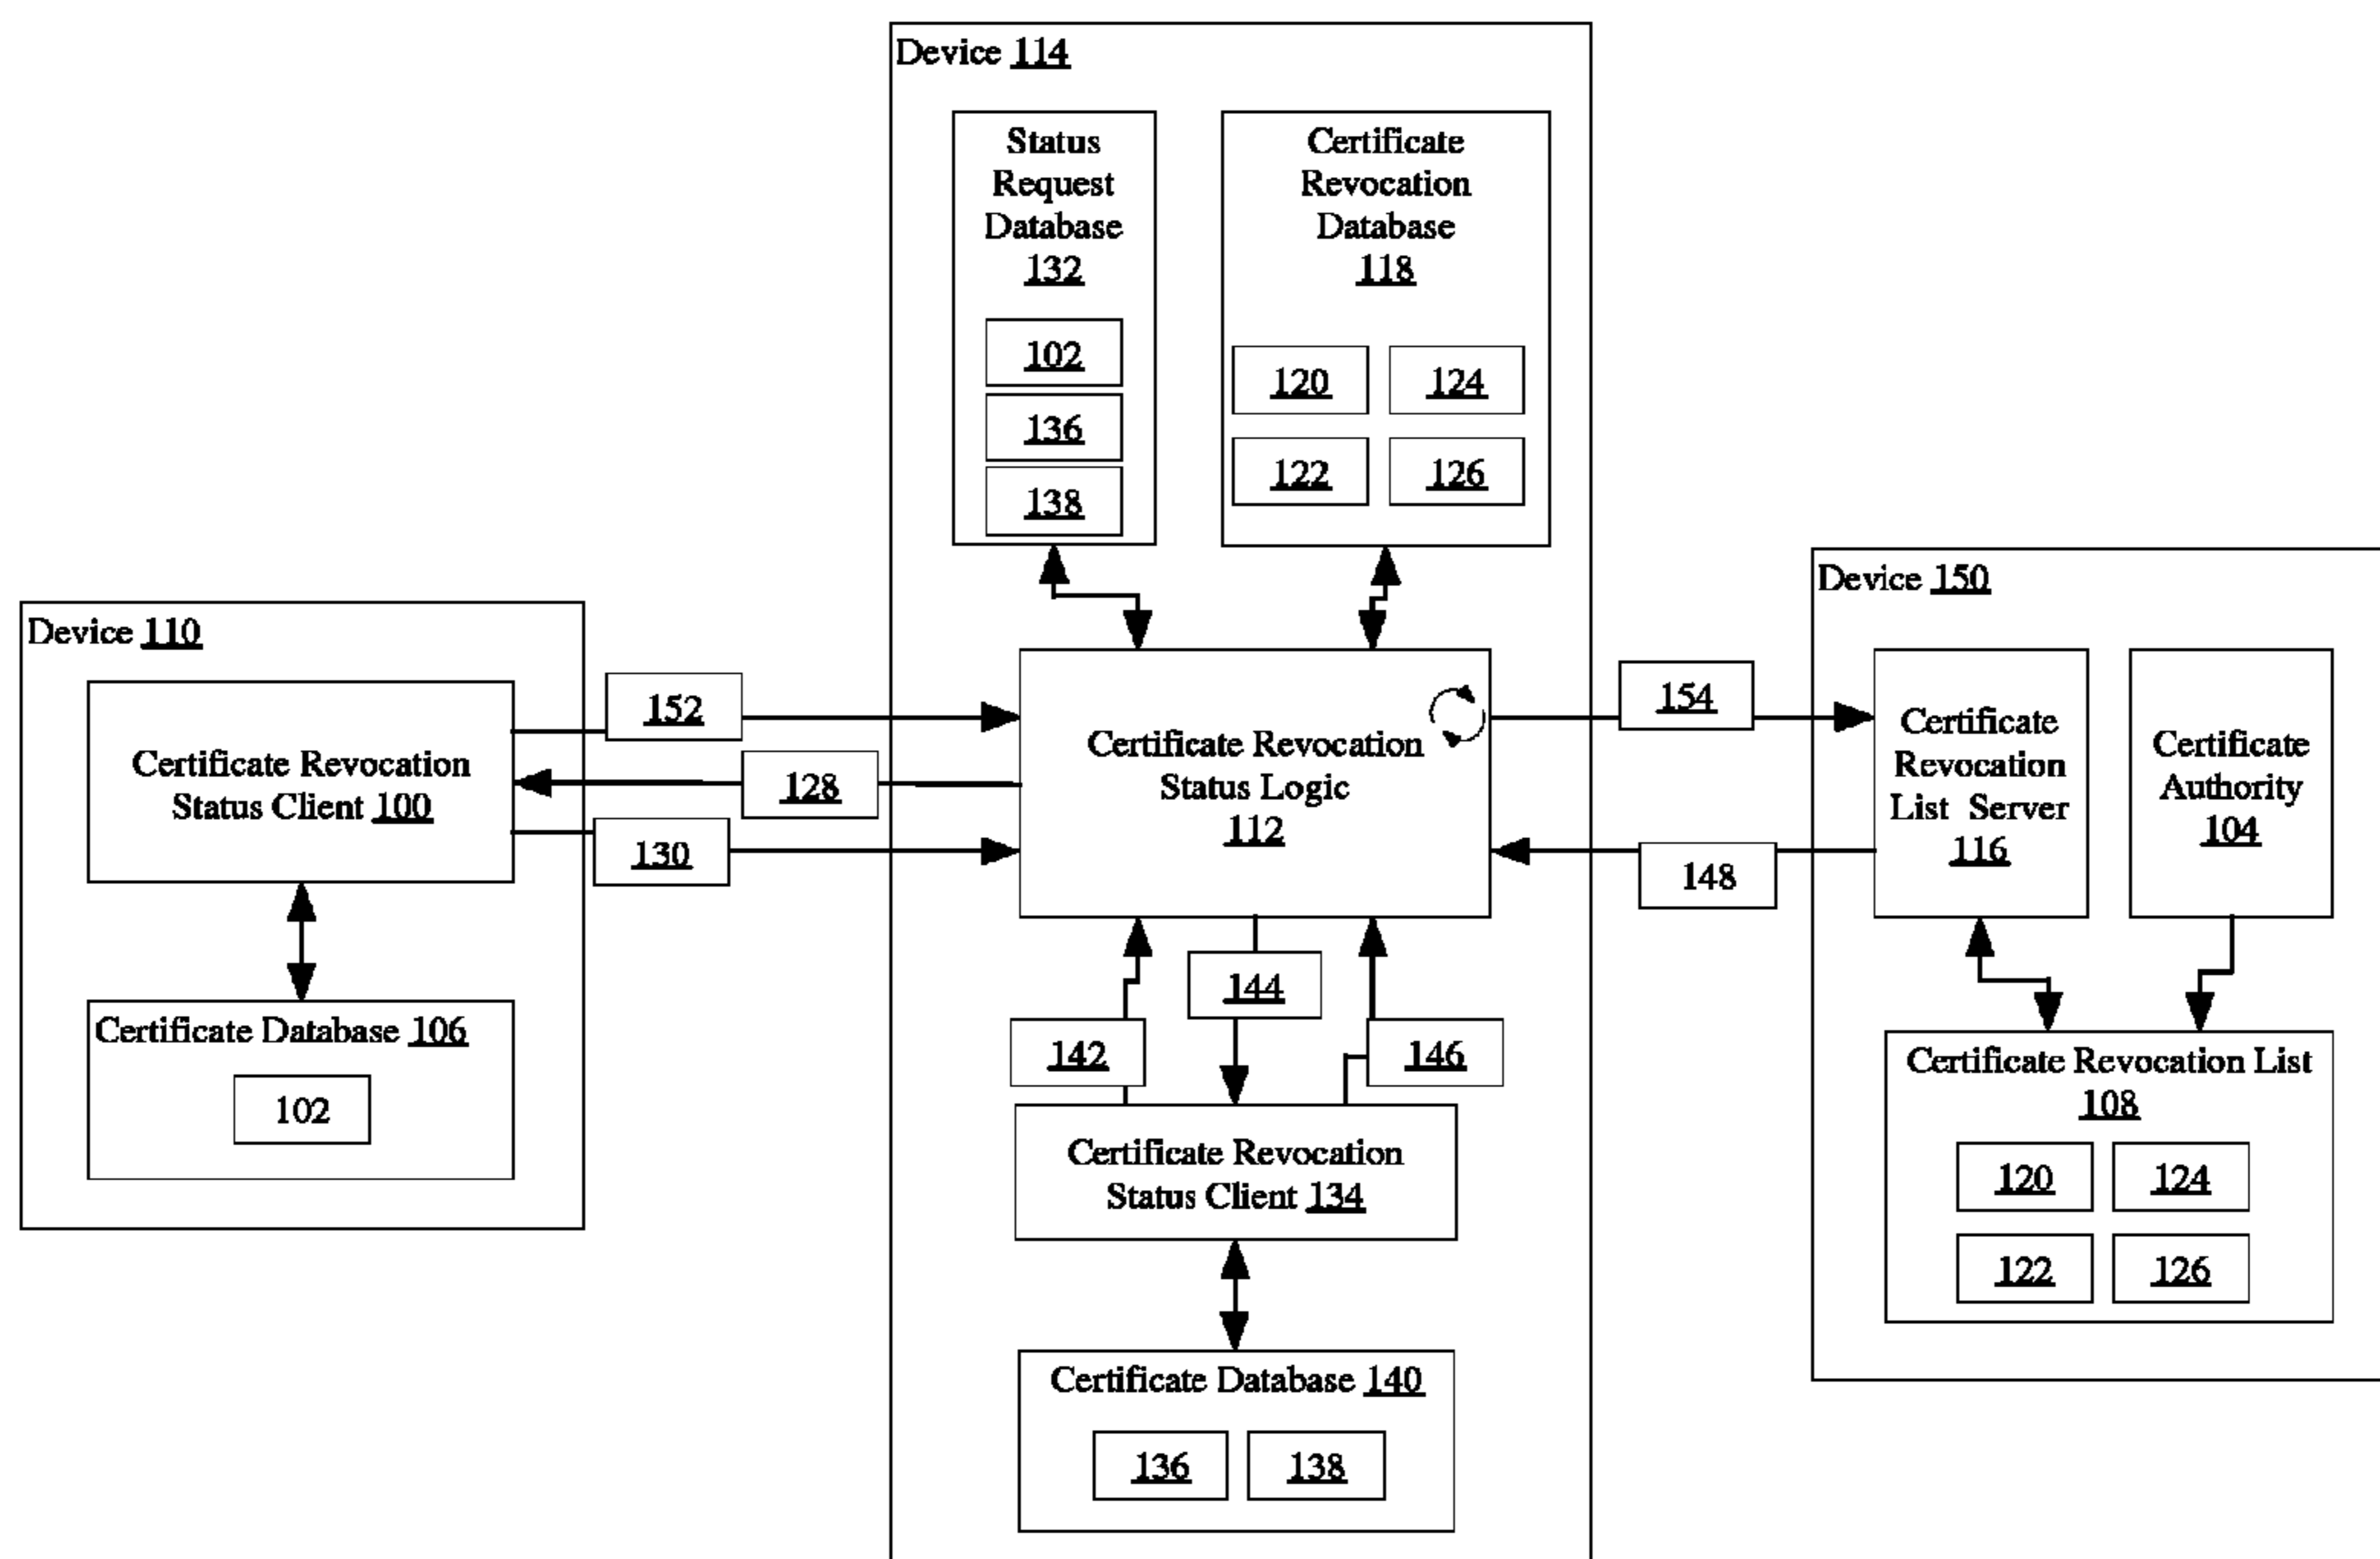 Device 114
Status
Request
Database
132
102
136
138
Certificate
Revocation
Database
118
120
124
122
126
Device 110
Certificate Revocation
Status Client 100
Certificate Database 106
102
152
128
130
Certificate Revocation
Status Logic
112
154
148
Device 150
Certificate
Revocation
List Server
116
Certificate
Authority
104
142
144
146
Certificate Revocation
Status Client 134
Certificate Database 140
136
138
Certificate Revocation List
108
120
124
122
126